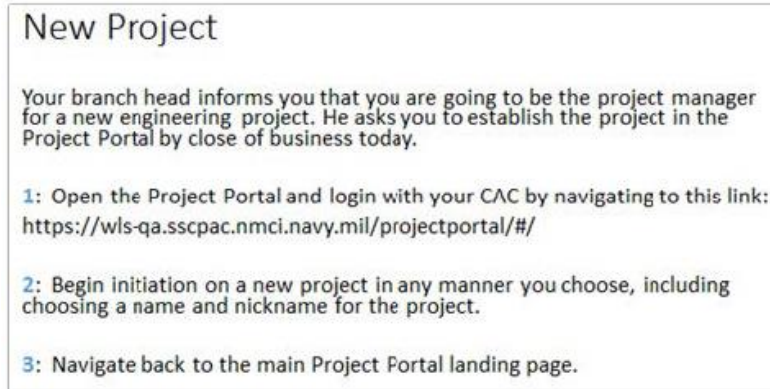 New Project
Your branch head informs you that you are going to be the project manager
for a new engineering project. He asks you to establish the project in the
Project Portal by close of business today.
1: Open the Project Portal and login with your CAC by navigating to this link:
https://wls-qa.sscpac.nmci.navy.mil/projectportal/#/
2: Begin initiation on a new project in any manner you choose, including
choosing a name and nickname for the project.
3: Navigate back to the main Project Portal landing page.